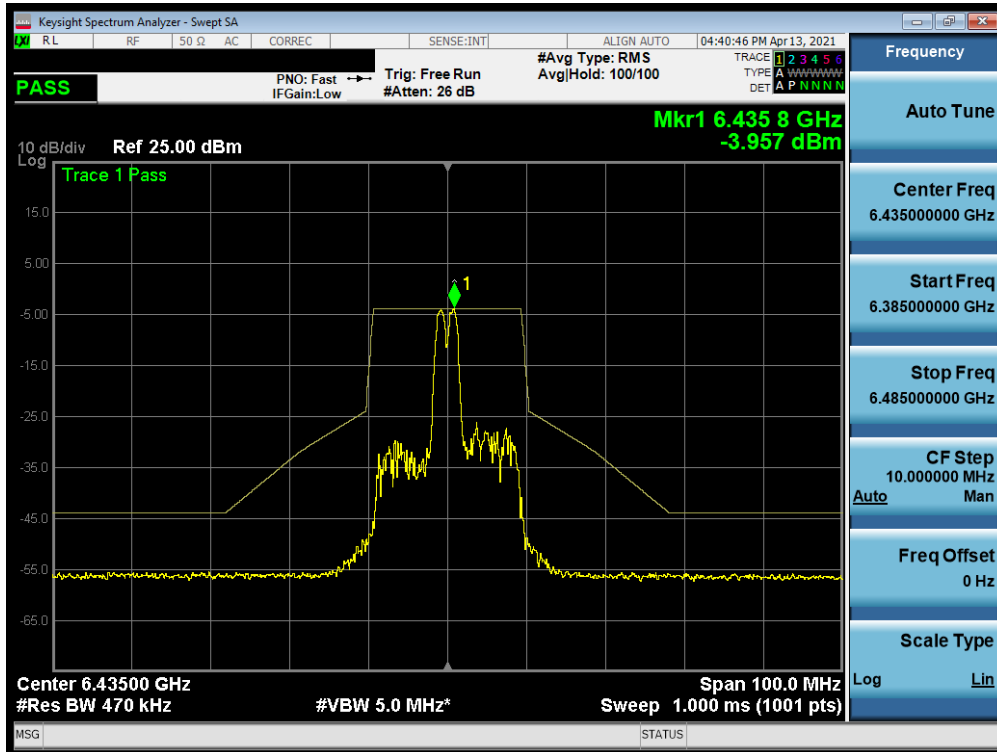 Keysight Spectrum Analyzer - Swept SA
LXI RL RF 50 Ω AC CORREC SENSE:INT ALIGN AUTO 04:40:46 PM Apr 13, 2021
PASS
PNO: Fast
IFGain:Low
Trig: Free Run
#Atten: 26 dB
#Avg Type: RMS
Avg|Hold: 100/100
TRACE 1 2 3 4 5 6
TYPE A WWWWW
DET A P N N N N
Mkr1 6.435 8 GHz
-3.957 dBm
10 dB/div Ref 25.00 dBm
Log
Trace 1 Pass
1
15.0
5.00
-5.00
-15.0
-25.0
-35.0
-45.0
-55.0
-65.0
Center 6.43500 GHz Span 100.0 MHz
#Res BW 470 kHz #VBW 5.0 MHz* Sweep 1.000 ms (1001 pts)
MSG STATUS
Frequency
Auto Tune
Center Freq
6.435000000 GHz
Start Freq
6.385000000 GHz
Stop Freq
6.485000000 GHz
CF Step
10.000000 MHz
Auto Man
Freq Offset
0 Hz
Scale Type
Log Lin